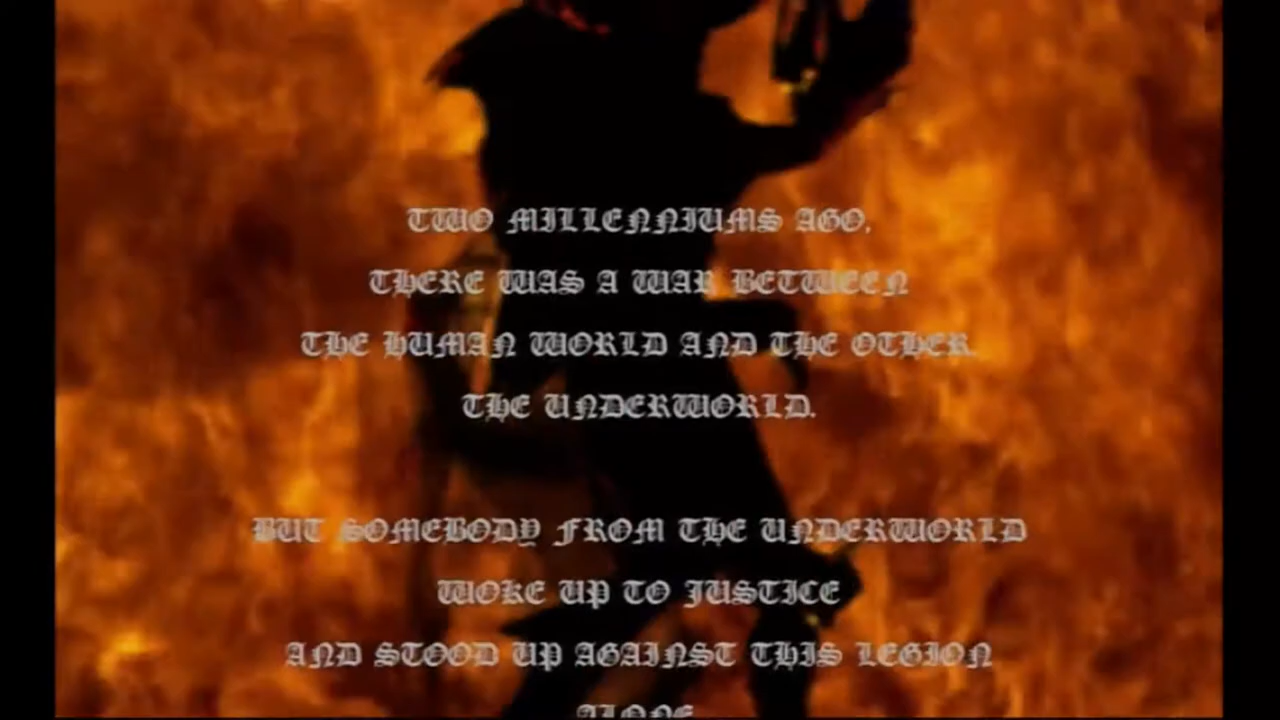 TWO MILLENNIUMS AGO,
THERE WAS A WAR BETWEEN
THE HUMAN WORLD AND THE OTHER,
THE UNDERWORLD.
BUT SOMEBODY FROM THE UNDERWORLD
WOKE UP TO JUSTICE
AND STOOD UP AGAINST THIS LEGION
ALONE.